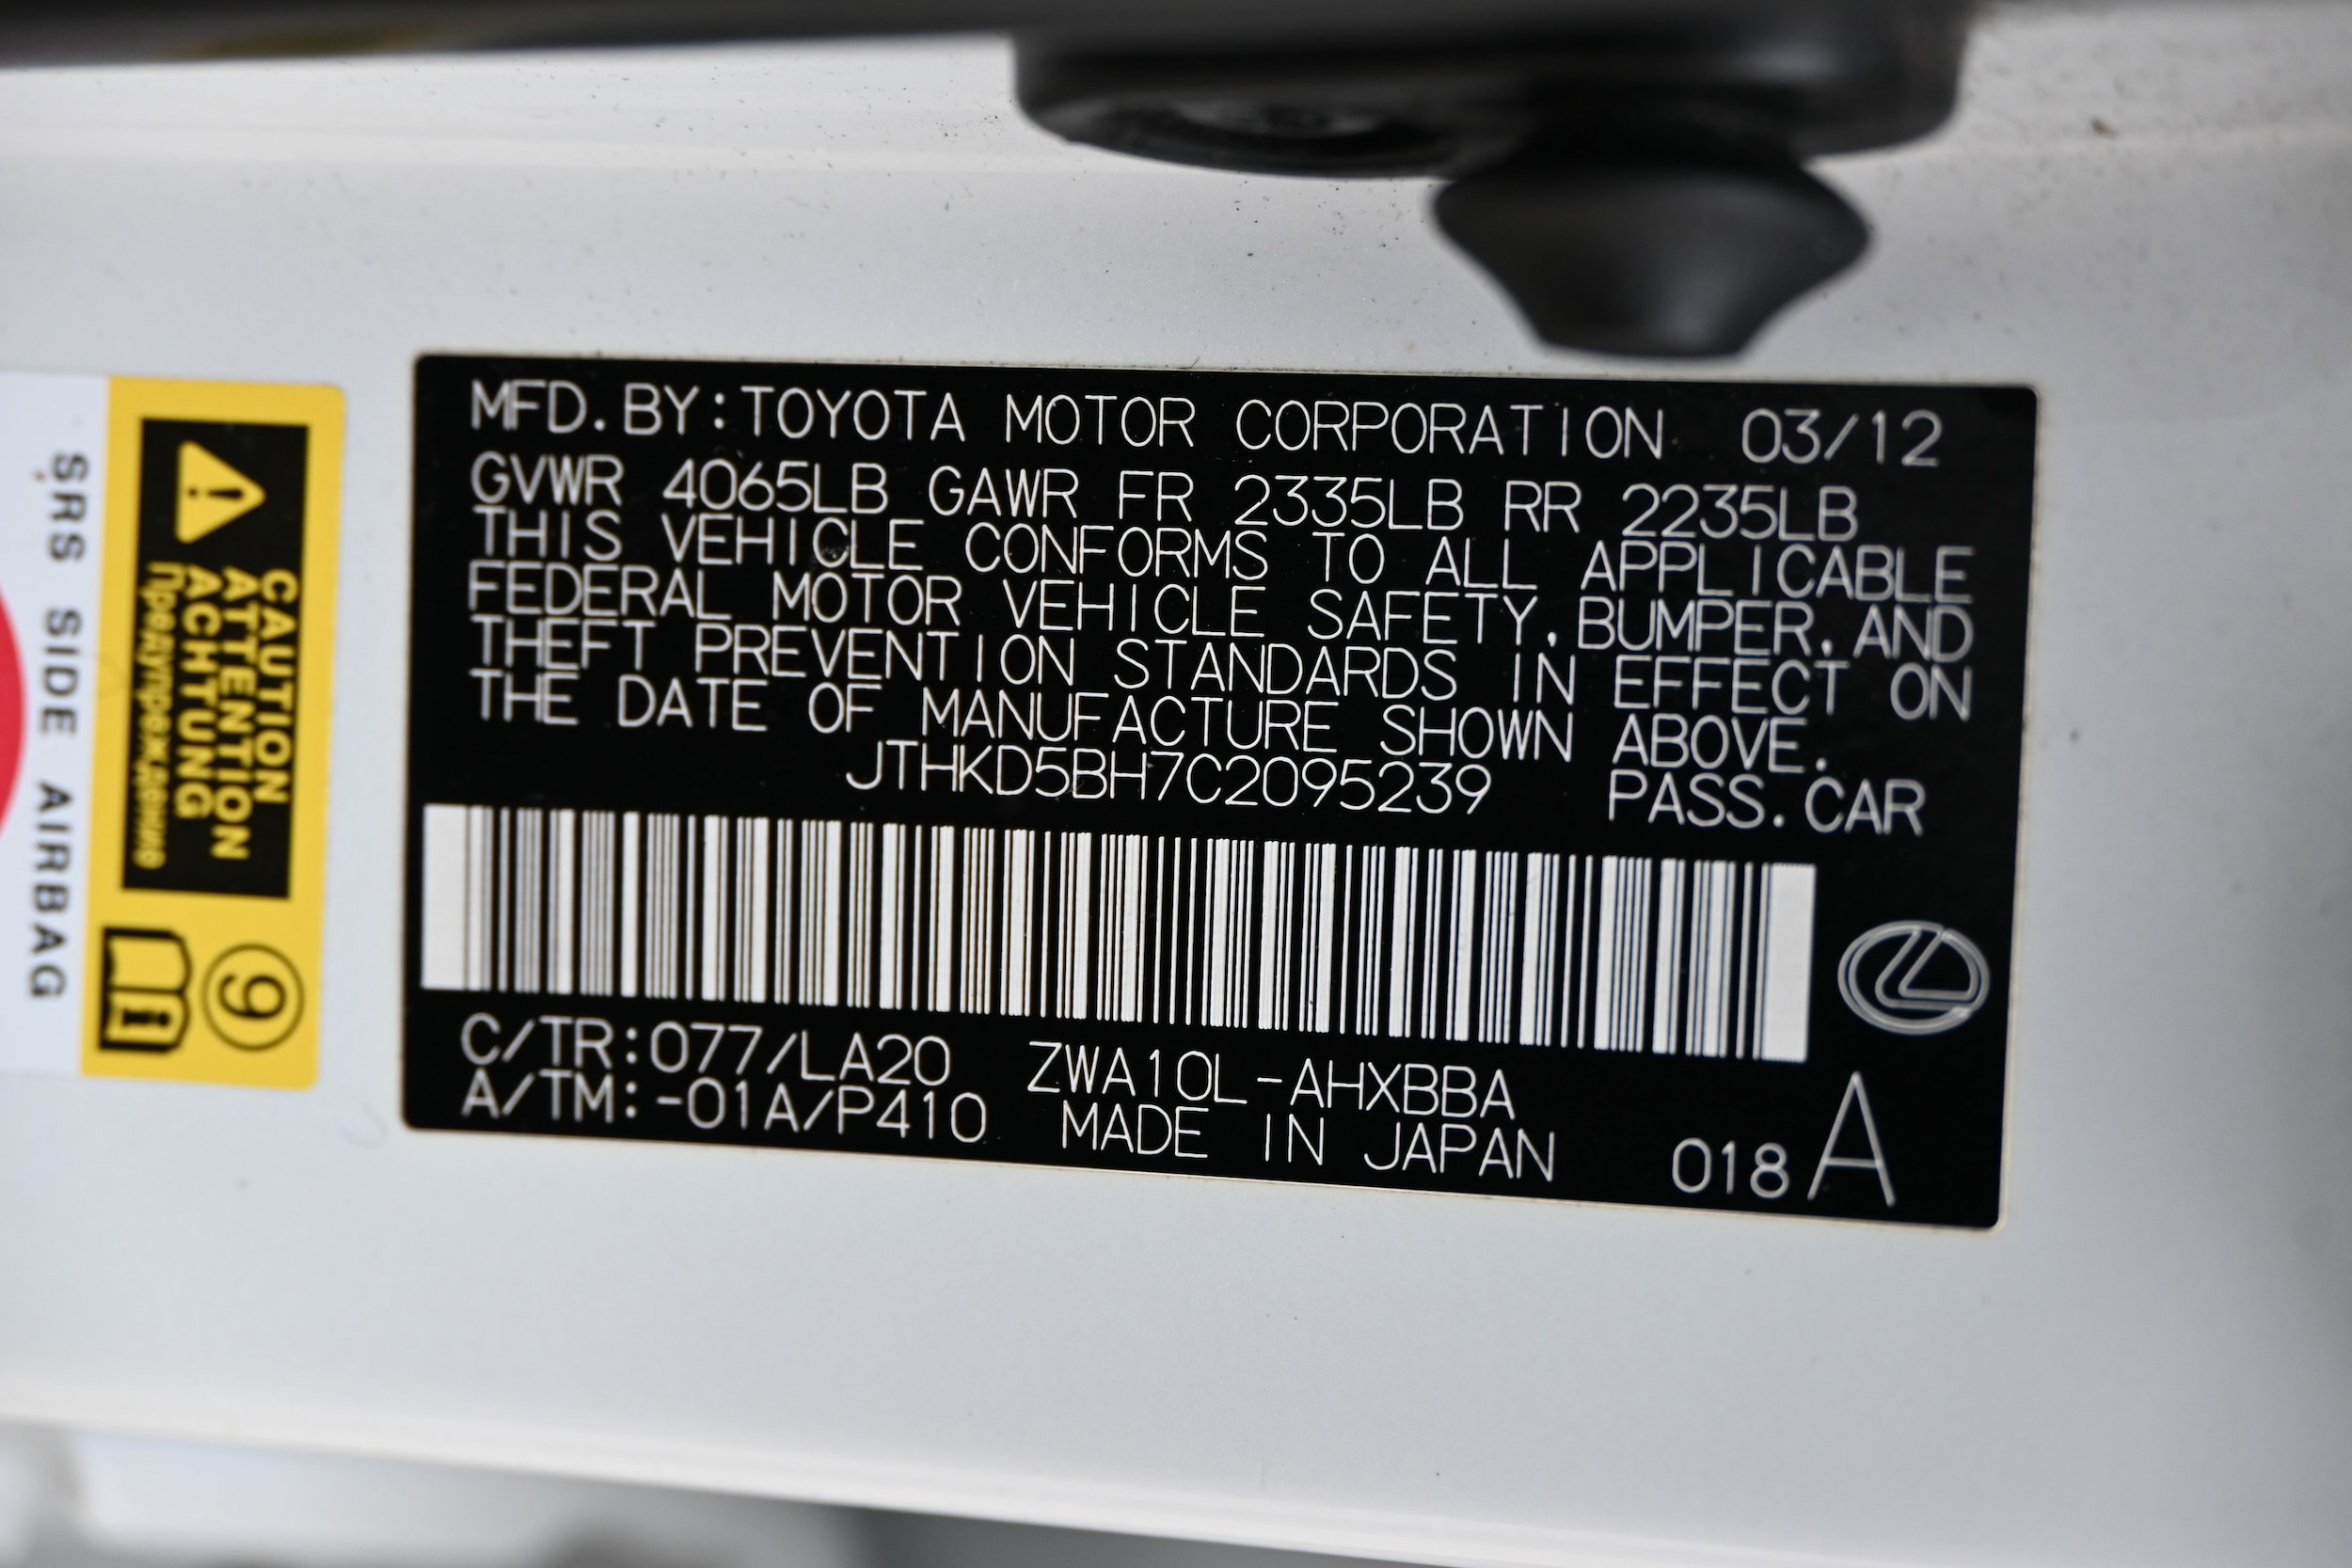 MFD.BY:TOYOTA MOTOR CORPORATION 03/12
GVWR 4065LB GAWR FR 2335LB RR 2235LB
THIS VEHICLE CONFORMS TO ALL APPLICABLE
FEDERAL MOTOR VEHICLE SAFETY,BUMPER,AND
THEFT PREVENTION STANDARDS IN EFFECT ON
THE DATE OF MANUFACTURE SHOWN ABOVE.
JTHKD5BH7C2095239 PASS.CAR
C/TR:077/LA20 ZWA10L-AHXBBA
A/TM:-01A/P410 MADE IN JAPAN 018 A
CAUTION
ATTENTION
ACHTUNG
Предупреждение
9
SRS SIDE AIRBAG